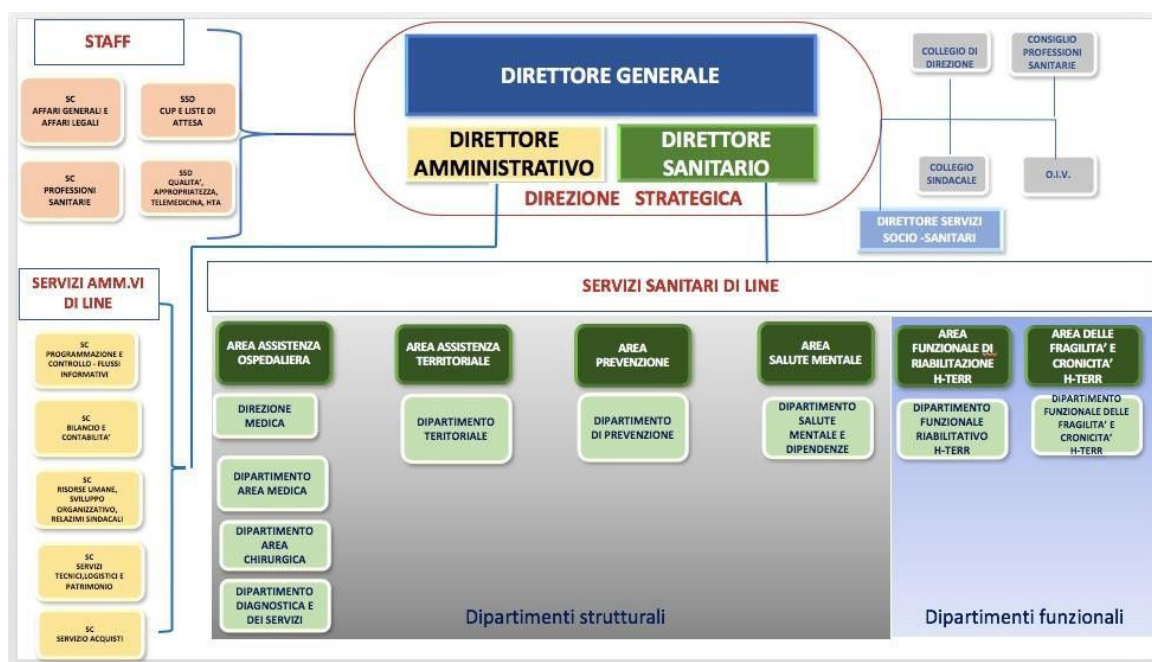 STAFF
SC
AFFARI GENERALI E
AFFARI LEGALI
SSD
CUP E LISTE DI
ATTESA
SC
PROFESSIONI
SANITARIE
SSD
QUALITA',
APPROPRIATEZZA,
TELEMEDICINA, HTA
DIRETTORE GENERALE
DIRETTORE
AMMINISTRATIVO
DIRETTORE
SANITARIO
DIREZIONE STRATEGICA
COLLEGIO DI
DIREZIONE
CONSIGLIO
PROFESSIONI
SANITARIE
COLLEGIO
SINDACALE
O.I.V.
DIRETTORE SERVIZI
SOCIO -SANITARI
SERVIZI AMM.VI
DI LINE
SC
PROGRAMMAZIONE E
CONTROLLO - FLUSSI
INFORMATIVI
SC
BILANCIO E
CONTABILITA'
SC
RISORSE UMANE,
SVILUPPO
ORGANIZZATIVO,
RELAZIMI SINDACALI
SC
SERVIZI
TECNICI,LOGISTICI E
PATRIMONIO
SC
SERVIZIO ACQUISTI
SERVIZI SANITARI DI LINE
AREA ASSISTENZA
OSPEDALIERA
DIREZIONE
MEDICA
DIPARTIMENTO
AREA MEDICA
DIPARTIMENTO
AREA
CHIRURGICA
DIPARTIMENTO
DIAGNOSTICA E
DEI SERVIZI
AREA ASSISTENZA
TERRITORIALE
DIPARTIMENTO
TERITORIALE
AREA
PREVENZIONE
DIPARTIMENTO
DI PREVENZIONE
AREA
SALUTE MENTALE
DIPARTIMENTO
SALUTE
MENTALE E
DIPENDENZE
AREA
FUNZIONALE DI
RIABILITAZIONE
H-TERR
DIPARTIMENTO
FUNZIONALE
RIABILITATIVO
H-TERR
AREA DELLE
FRAGILITA' E
CRONICITA'
H-TERR
DIPARTIMENTO
FUNZIONALE DELLE
FRAGILITA' E
CRONICITA'
H-TERR
Dipartimenti strutturali
Dipartimenti funzionali